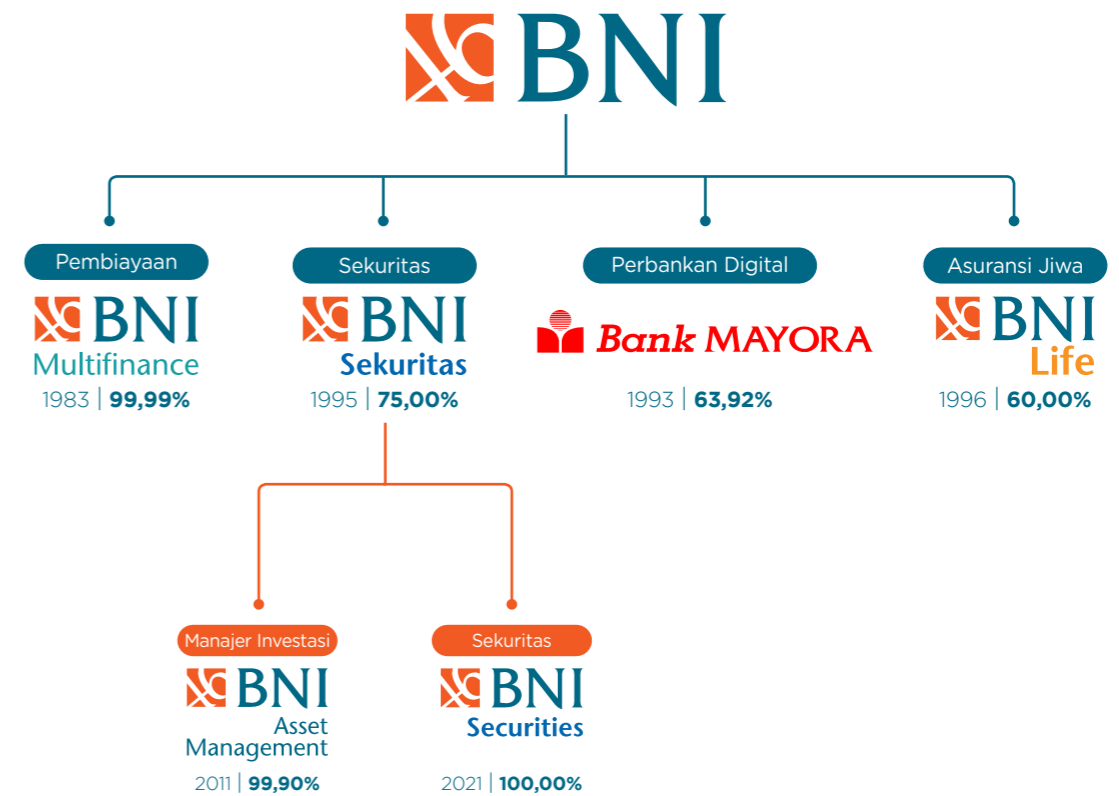 BNI
Pembiayaan
BNI
Multifinance
1983 | 99,99%
Sekuritas
BNI
Sekuritas
1995 | 75,00%
Perbankan Digital
Bank MAYORA
1993 | 63,92%
Asuransi Jiwa
BNI
Life
1996 | 60,00%
Manajer Investasi
BNI
Asset
Management
2011 | 99,90%
Sekuritas
BNI
Securities
2021 | 100,00%